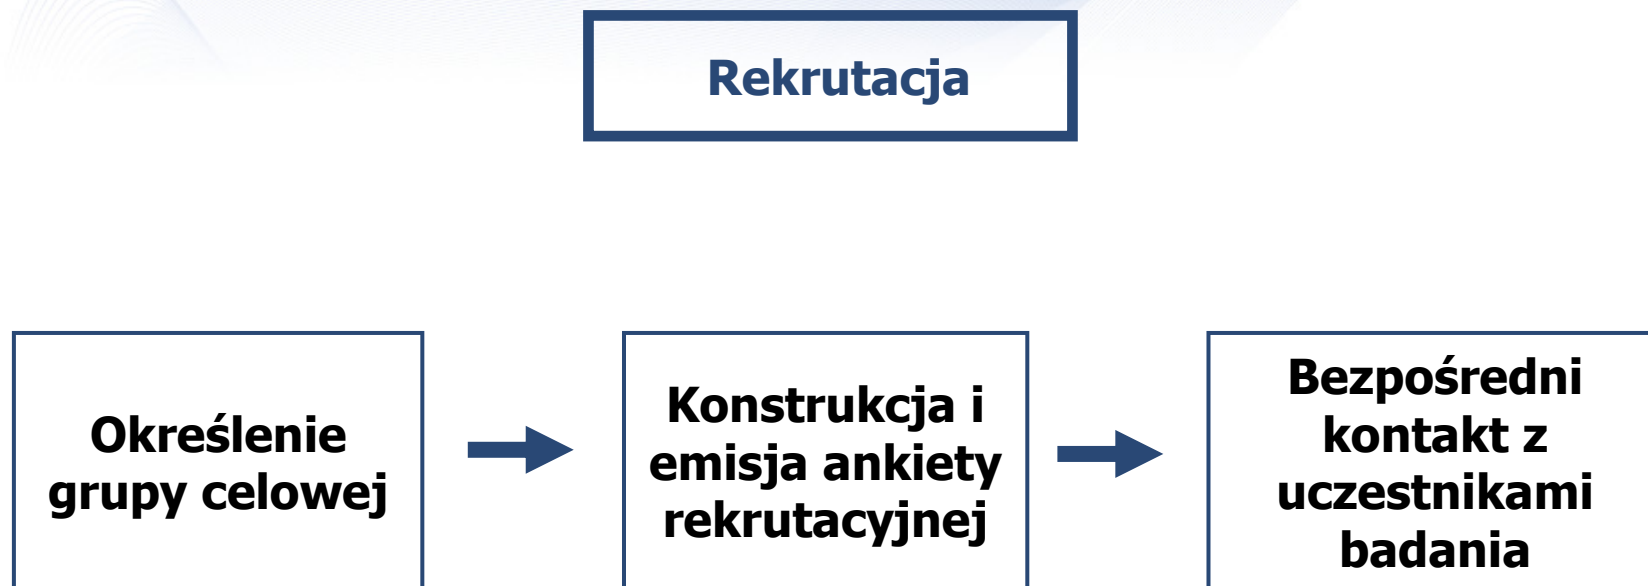 Rekrutacja
Określenie
grupy celowej
Konstrukcja i
emisja ankiety
rekrutacyjnej
Bezpośredni
kontakt z
uczestnikami
badania